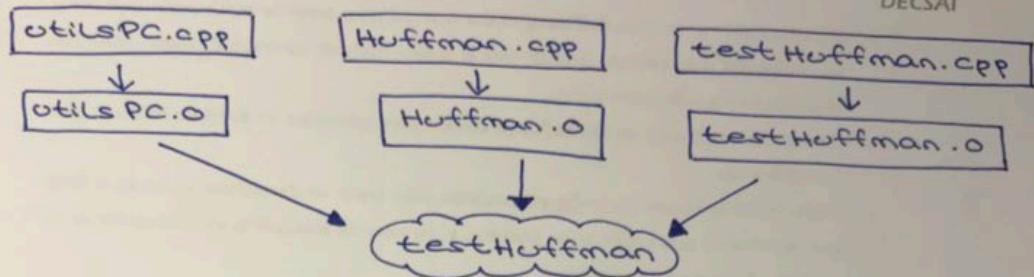 DECSAI
utilsPC.cpp
Huffman.cpp
testHuffman.cpp
utilsPC.o
Huffman.o
testHuffman.o
testHuffman